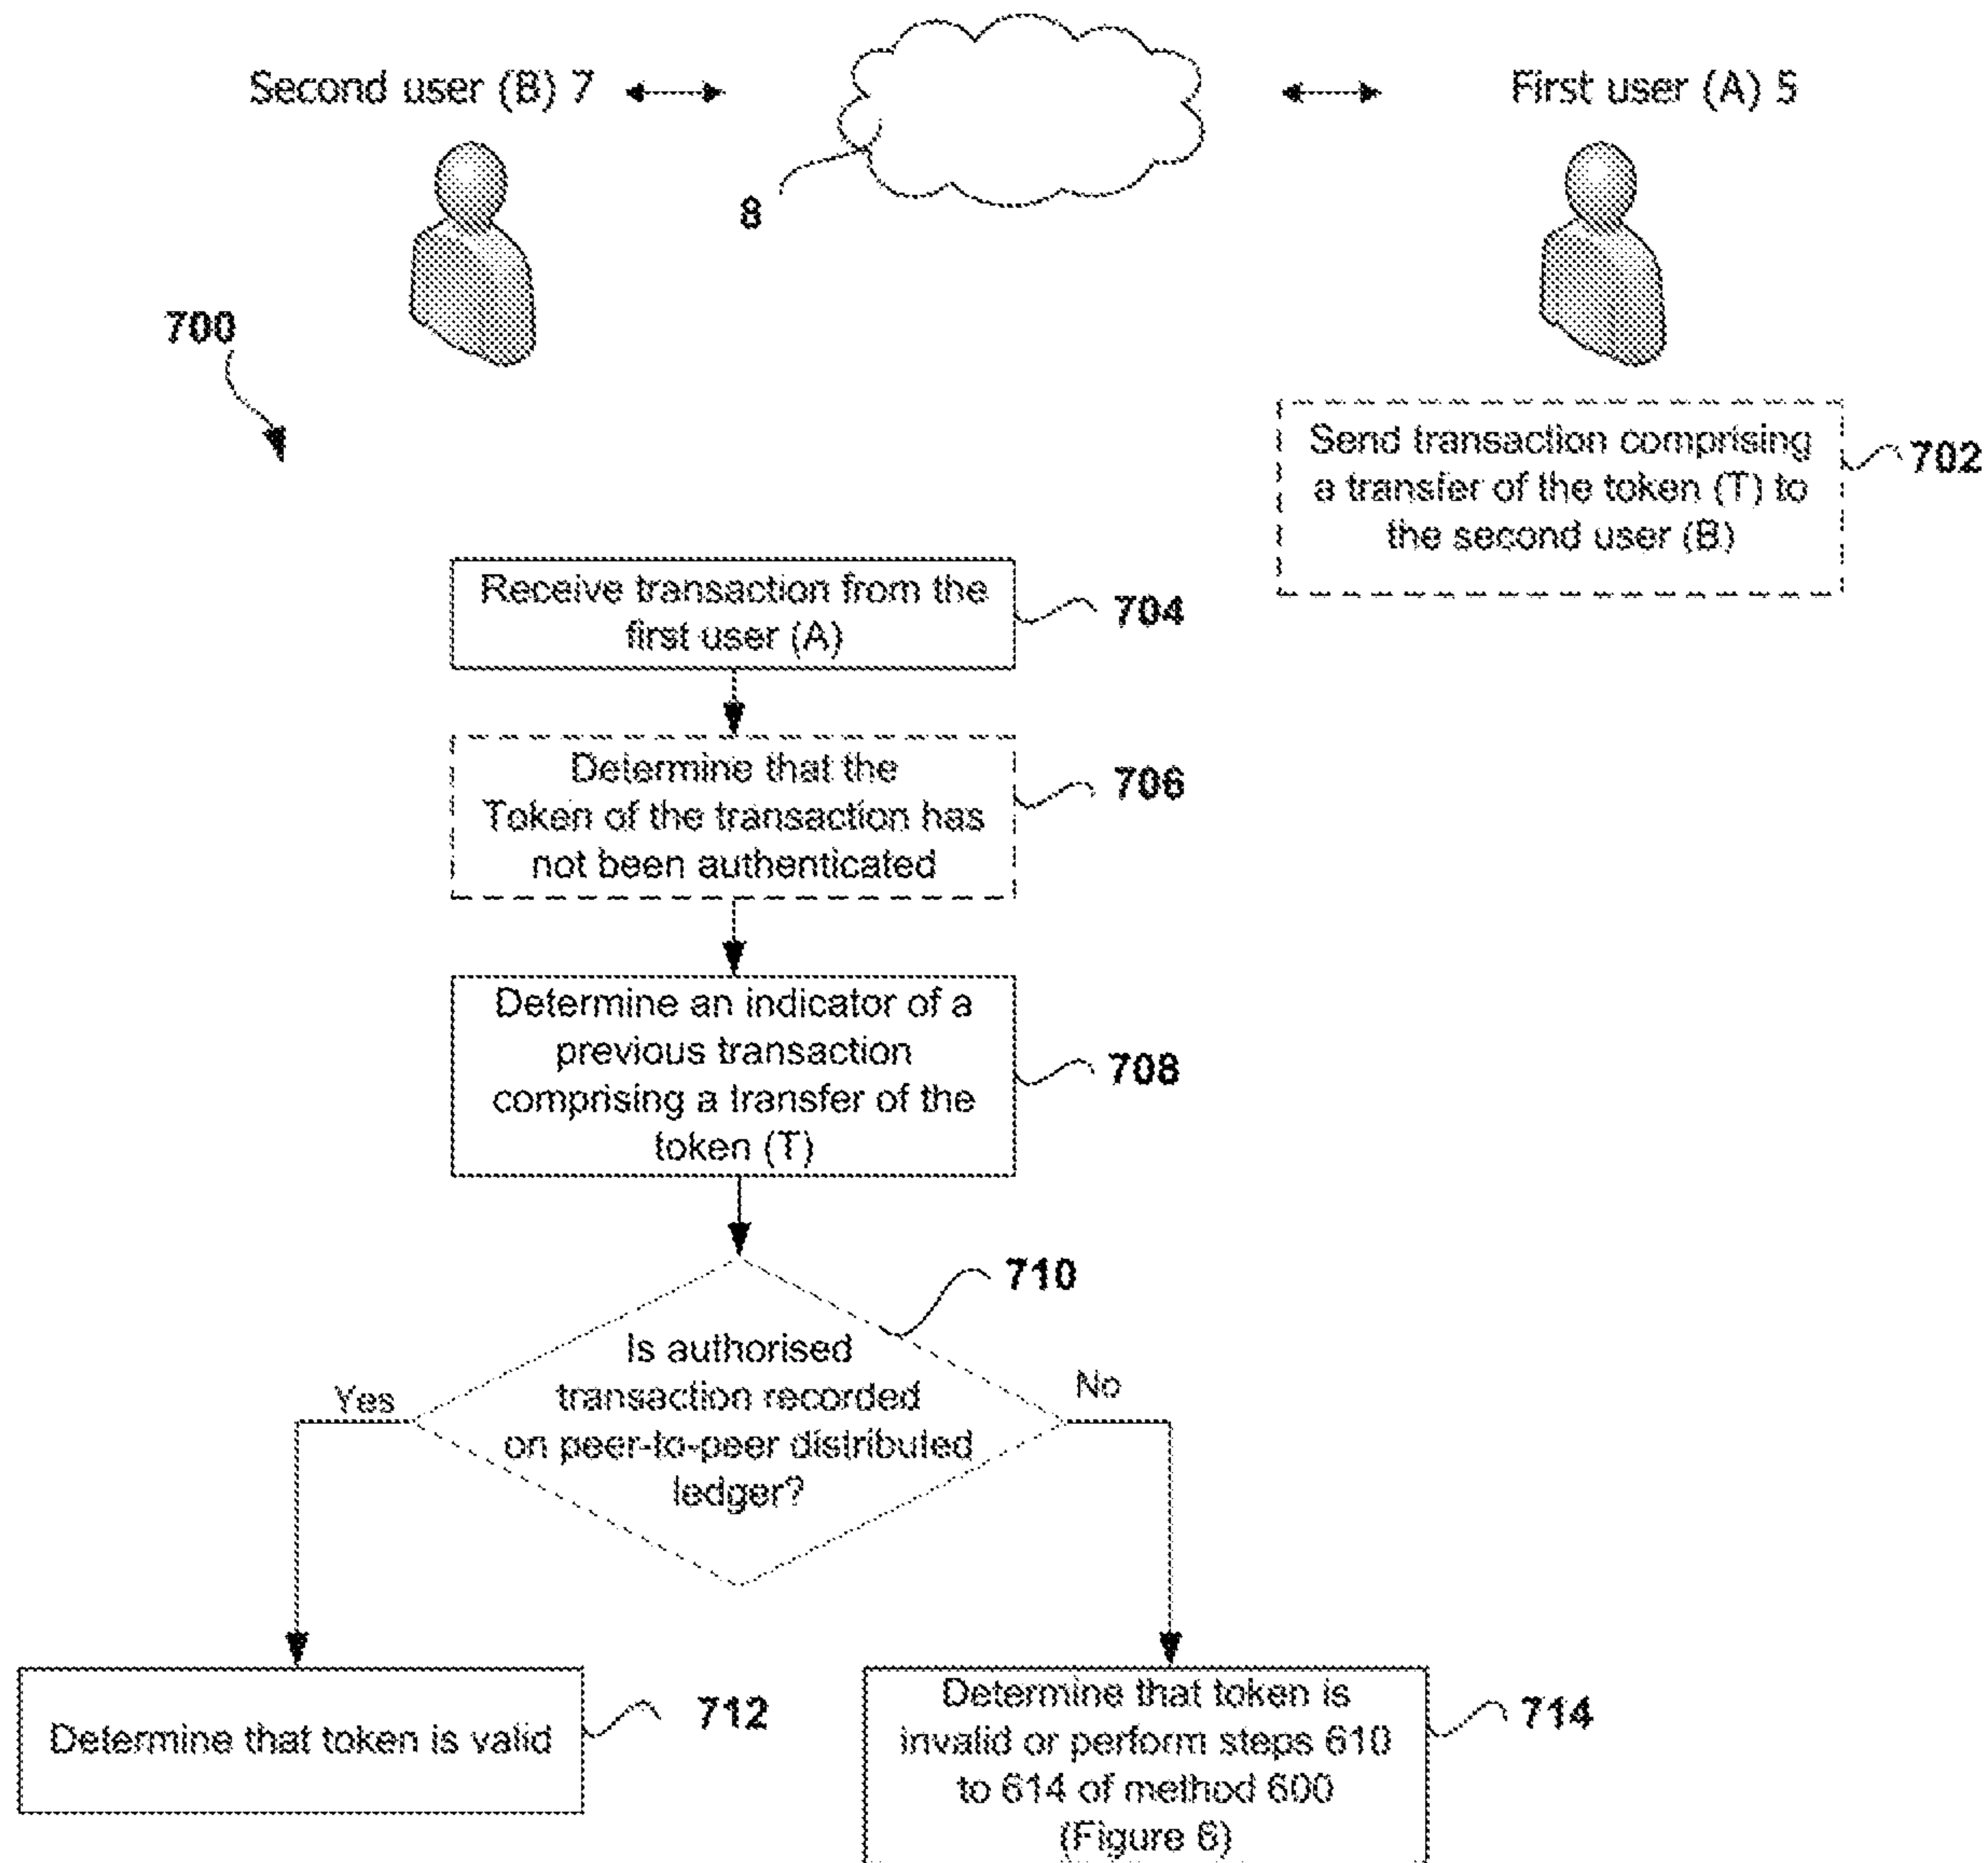 Second user (B) 7
First user (A) 5
8
700
Send transaction comprising
a transfer of the token (T) to
the second user (B)
702
Receive transaction from the
first user (A)
704
Determine that the
Token of the transaction has
not been authenticated
706
Determine an indicator of a
previous transaction
comprising a transfer of the
token (T)
708
710
Is authorised
transaction recorded
on peer-to-peer distributed
ledger?
Yes
No
Determine that token is valid
712
Determine that token is
invalid or perform steps 610
to 614 of method 600
(Figure 6)
714